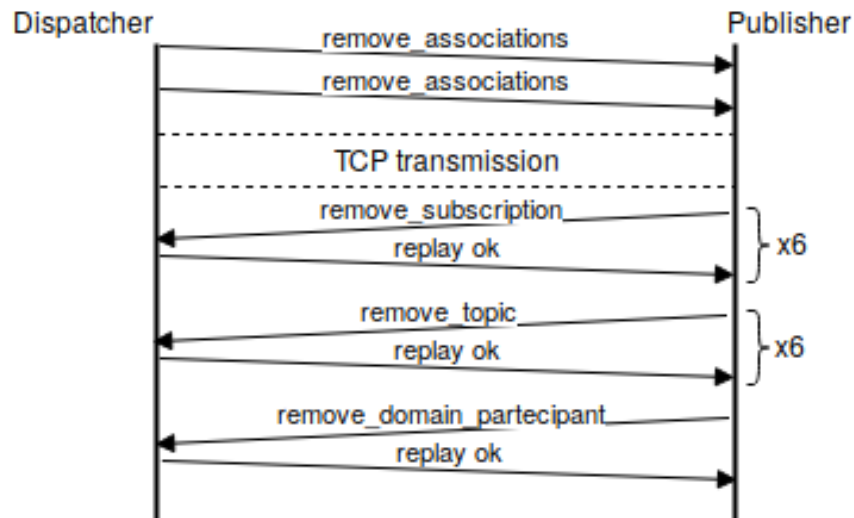 Dispatcher Publisher
remove_associations
remove_associations
TCP transmission
remove_subscription
replay ok
x6
remove_topic
replay ok
x6
remove_domain_partecipant
replay ok